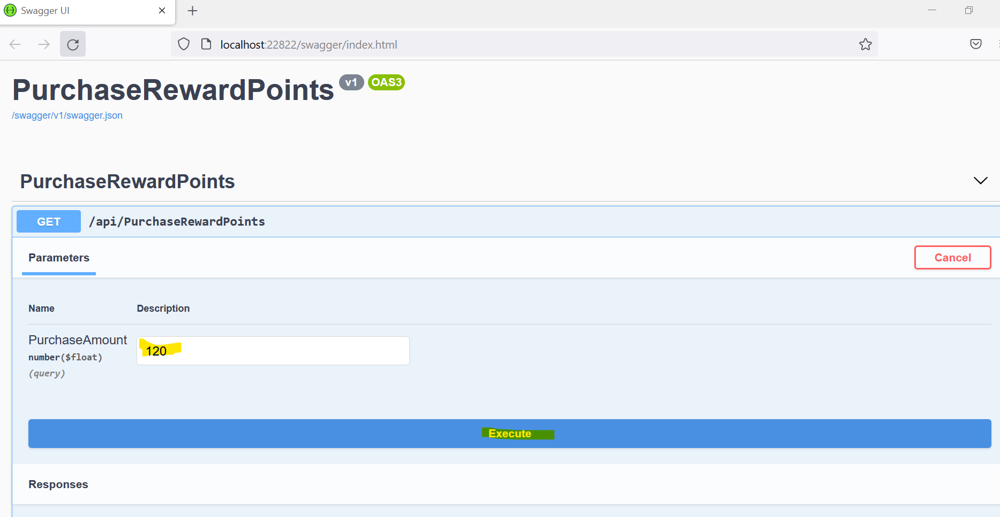 Swagger UI
localhost:22822/swagger/index.html
PurchaseRewardPoints v1 OAS3
/swagger/v1/swagger.json
PurchaseRewardPoints
GET /api/PurchaseRewardPoints
Parameters Cancel
Name Description
PurchaseAmount
number($float)
(query)
120
Execute
Responses